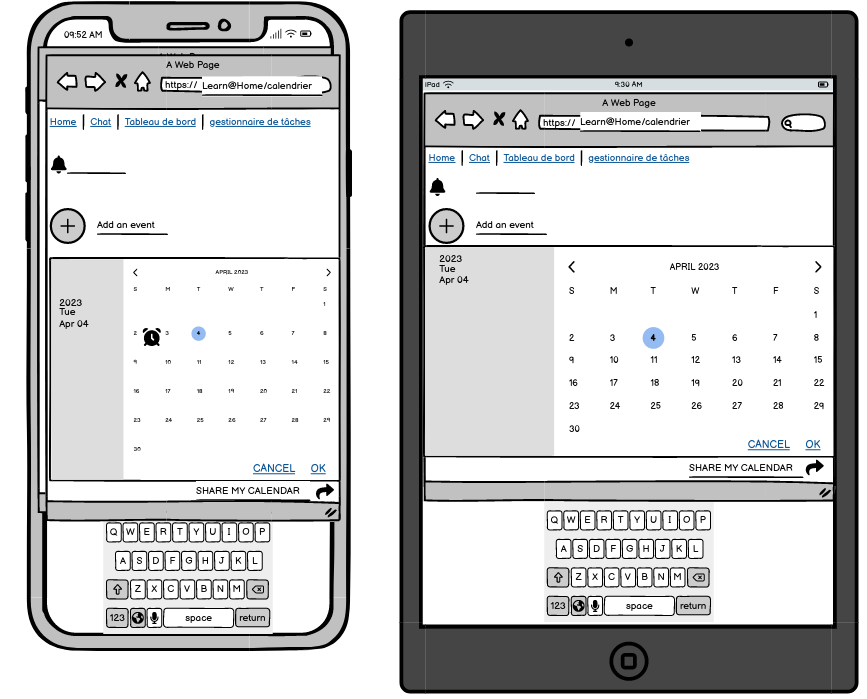 09:52 AM
A Web Page
https:// Learn@Home/calendrier
Home Chat Tableau de bord gestionnaire de tâches
Add an event
2023
Tue
Apr 04
APRIL 2023
S M T W T F S
1
2 3 4 5 6 7 8
9 10 11 12 13 14 15
16 17 18 19 20 21 22
23 24 25 26 27 28 29
30
CANCEL OK
SHARE MY CALENDAR
Q W E R T Y U I O P
A S D F G H J K L
Z X C V B N M
123 space return
iPad 9:30 AM
A Web Page
https:// Learn@Home/calendrier
Home Chat Tableau de bord gestionnaire de tâches
Add an event
2023
Tue
Apr 04
APRIL 2023
S M T W T F S
1
2 3 4 5 6 7 8
9 10 11 12 13 14 15
16 17 18 19 20 21 22
23 24 25 26 27 28 29
30
CANCEL OK
SHARE MY CALENDAR
Q W E R T Y U I O P
A S D F G H J K L
Z X C V B N M
123 space return